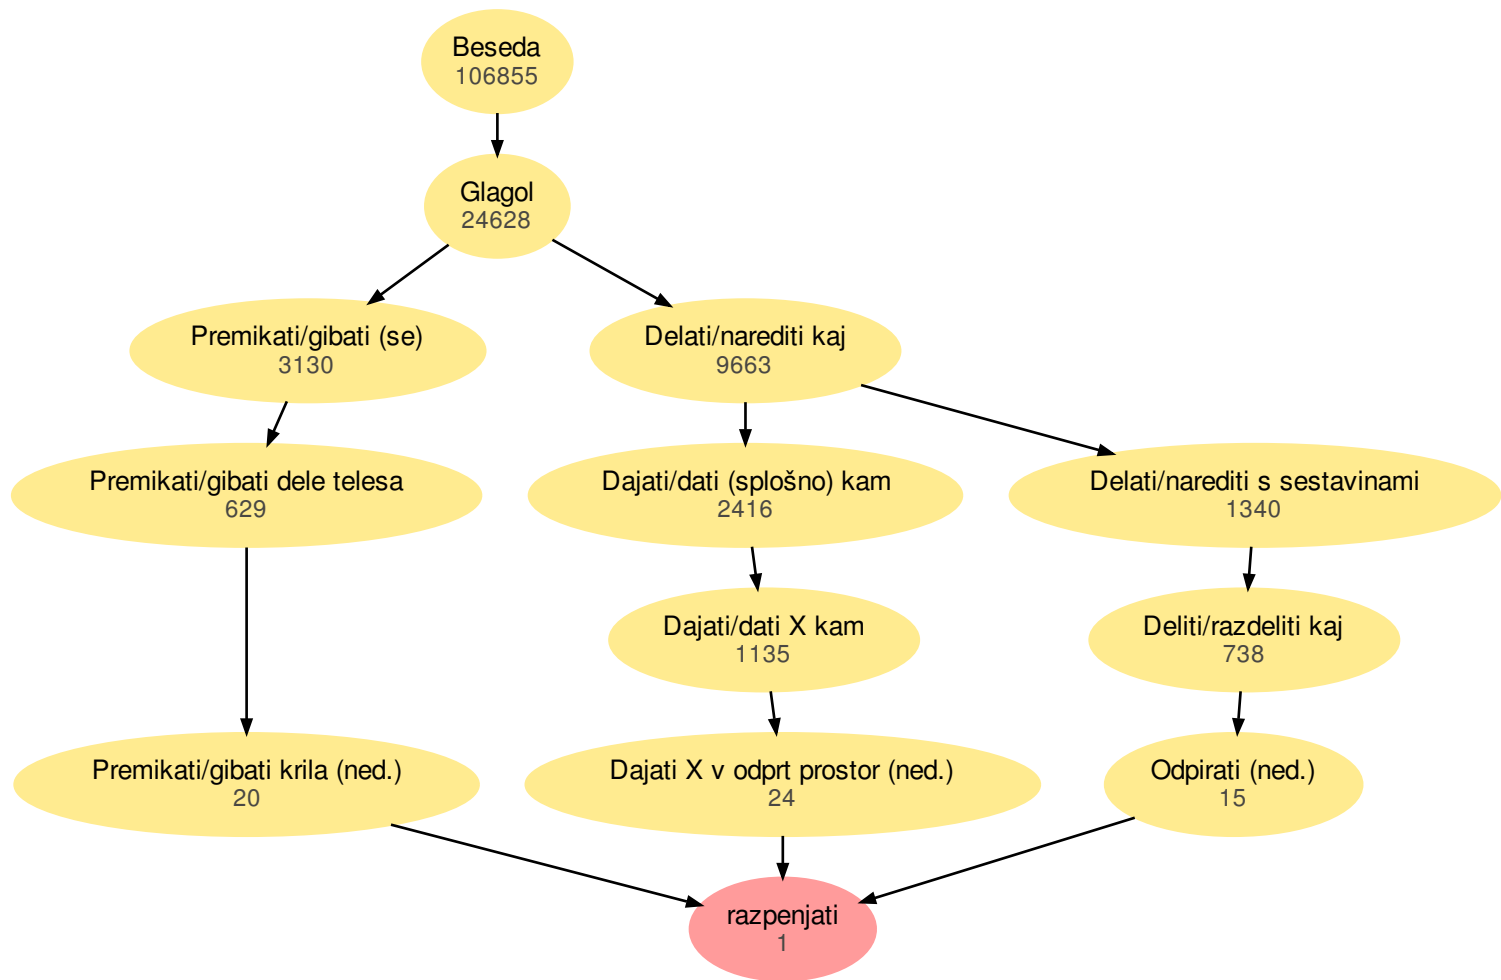 Beseda
106855
Glagol
24628
Premikati/gibati (se)
3130
Delati/narediti kaj
9663
Premikati/gibati dele telesa
629
Dajati/dati (splošno) kam
2416
Delati/narediti s sestavinami
1340
Dajati/dati X kam
1135
Deliti/razdeliti kaj
738
Premikati/gibati krila (ned.)
20
Dajati X v odprt prostor (ned.)
24
Odpirati (ned.)
15
razpenjati
1